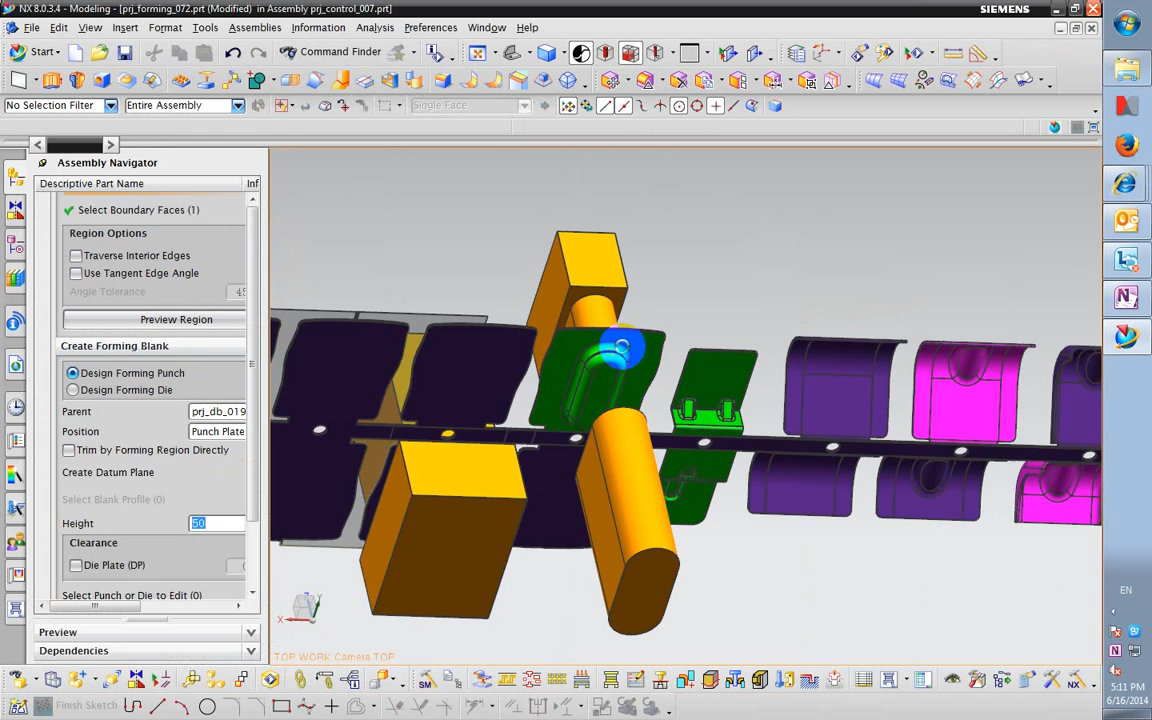 NX 8.0.3.4 - Modeling - [prj_forming_072.prt (Modified) in Assembly prj_control_007.prt]
SIEMENS
File Edit View Insert Format Tools Assemblies Information Analysis Preferences Window Help
Start
Command Finder
No Selection Filter
Entire Assembly
Single Face
Assembly Navigator
Descriptive Part Name
Inf
Select Boundary Faces (1)
Region Options
Traverse Interior Edges
Use Tangent Edge Angle
Angle Tolerance
45
Preview Region
Create Forming Blank
Design Forming Punch
Design Forming Die
Parent
prj_db_019
Position
Punch Plate
Trim by Forming Region Directly
Create Datum Plane
Select Blank Profile (0)
Height
50
Clearance
Die Plate (DP)
Select Punch or Die to Edit (0)
Preview
Dependencies
X
TOP WORK Camera TOP
SM
NX
Finish Sketch
EN
5:11 PM
6/16/2014